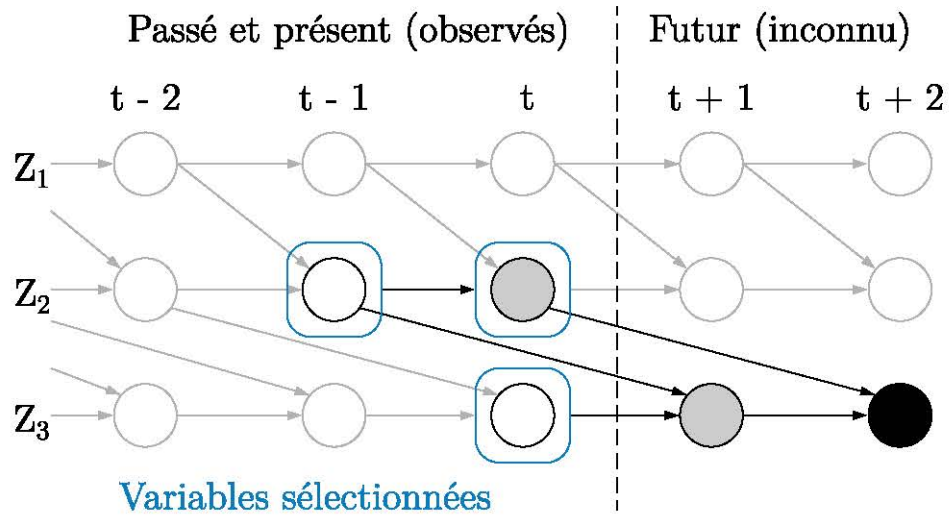 Passé et présent (observés) Futur (inconnu)
t - 2 t - 1 t t + 1 t + 2
Z₁
Z₂
Z₃
Variables sélectionnées